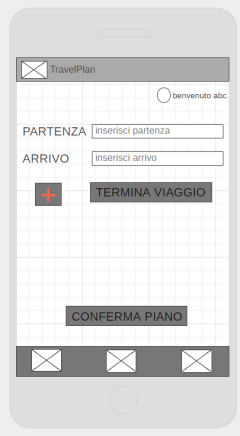 TravelPlan
benvenuto abc
PARTENZA inserisci partenza
ARRIVO inserisci arrivo
+ TERMINA VIAGGIO
CONFERMA PIANO